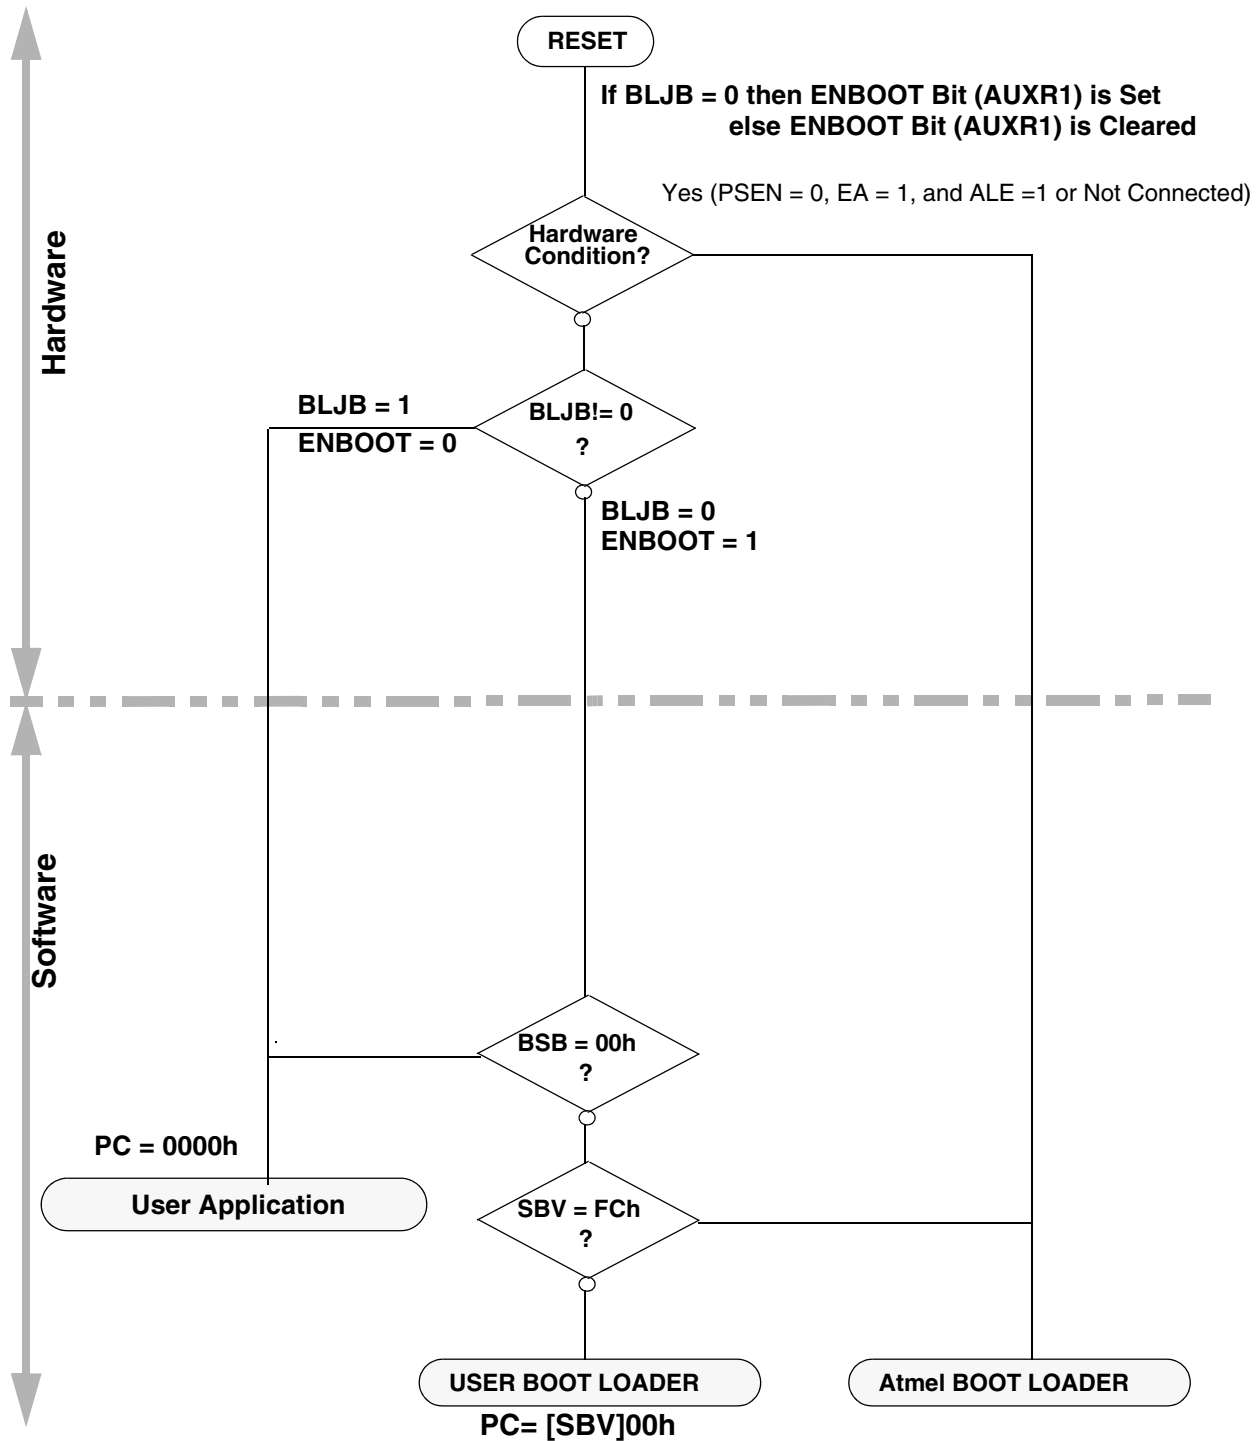 RESET
If BLJB = 0 then ENBOOT Bit (AUXR1) is Set
else ENBOOT Bit (AUXR1) is Cleared
Yes (PSEN = 0, EA = 1, and ALE =1 or Not Connected)
Hardware
Condition?
Hardware
BLJB = 1
ENBOOT = 0
BLJB!= 0
?
BLJB = 0
ENBOOT = 1
Software
BSB = 00h
?
PC = 0000h
User Application
SBV = FCh
?
USER BOOT LOADER
PC= [SBV]00h
Atmel BOOT LOADER